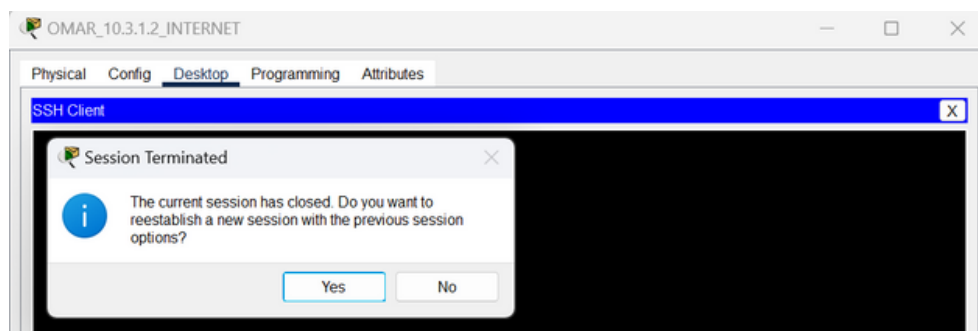 OMAR_10.3.1.2_INTERNET
Physical Config Desktop Programming Attributes
SSH Client X
Session Terminated
The current session has closed. Do you want to
reestablish a new session with the previous session
options?
Yes No